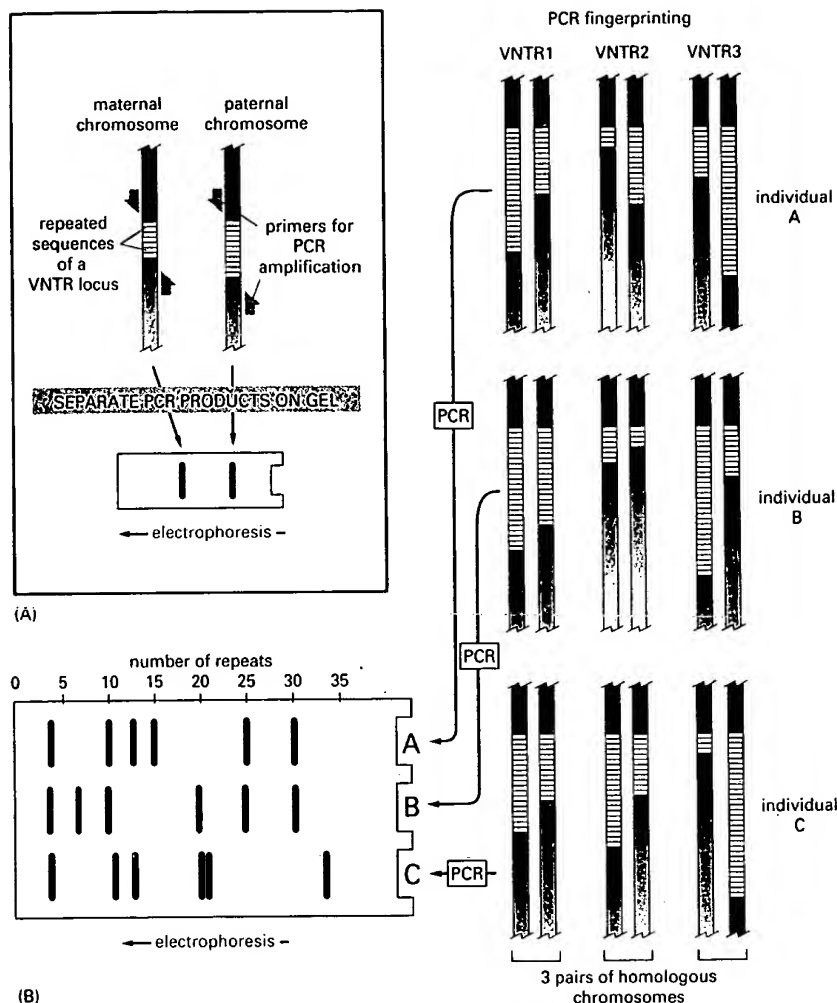 PCR fingerprinting
VNTR1 VNTR2 VNTR3
maternal chromosome
paternal chromosome
repeated sequences of a VNTR locus
primers for PCR amplification
SEPARATE PCR PRODUCTS ON GEL
← electrophoresis –
(A)
individual A
PCR
individual B
PCR
number of repeats
0 5 10 15 20 25 30 35
A
B
C
PCR
individual C
← electrophoresis –
(B)
3 pairs of homologous chromosomes